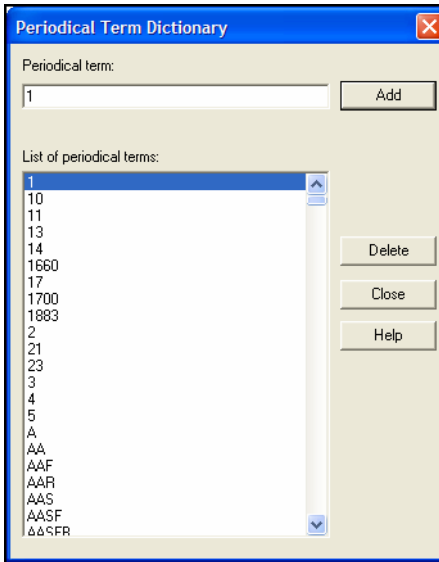 Periodical Term Dictionary
Periodical term:
1
Add
List of periodical terms:
1
10
11
13
14
1660
17
1700
1883
2
21
23
3
4
5
A
AA
AAF
AAR
AAS
AASF
AASFR
Delete
Close
Help